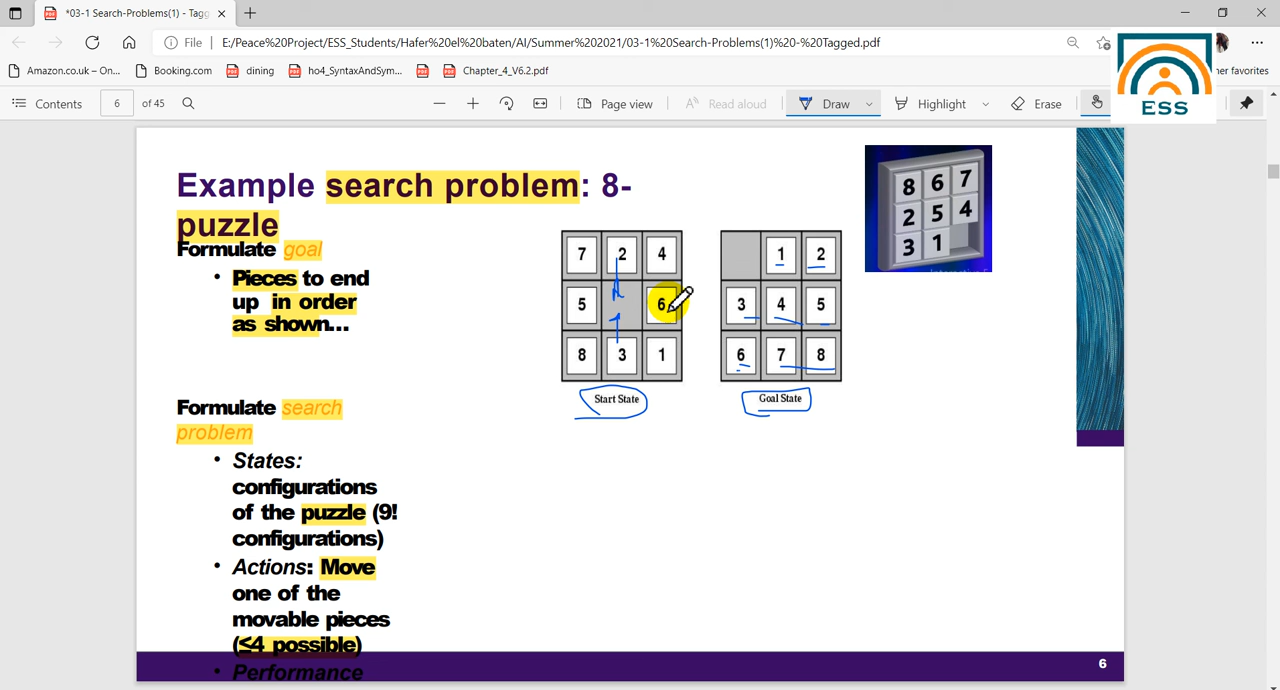 *03-1 Search-Problems(1) - Tagg
File
E:/Peace%20Project/ESS_Students/Hafer%20el%20baten/AI/Summer%202021/03-1%20Search-Problems(1)%20-%20Tagged.pdf
Amazon.co.uk – On...
Booking.com
dining
ho4_SyntaxAndSym...
Chapter_4_V6.2.pdf
favorites
ESS
Contents
6 of 45
Page view
Read aloud
Draw
Highlight
Erase
Example search problem: 8-
puzzle
Formulate goal
• Pieces to end
up in order
as shown...
Formulate search
problem
• States:
configurations
of the puzzle (9!
configurations)
• Actions: Move
one of the
movable pieces
(≤4 possible)
• Performance
7 2 4
5 6
8 3 1
Start State
1 2
3 4 5
6 7 8
Goal State
8 6 7
2 5 4
3 1
6